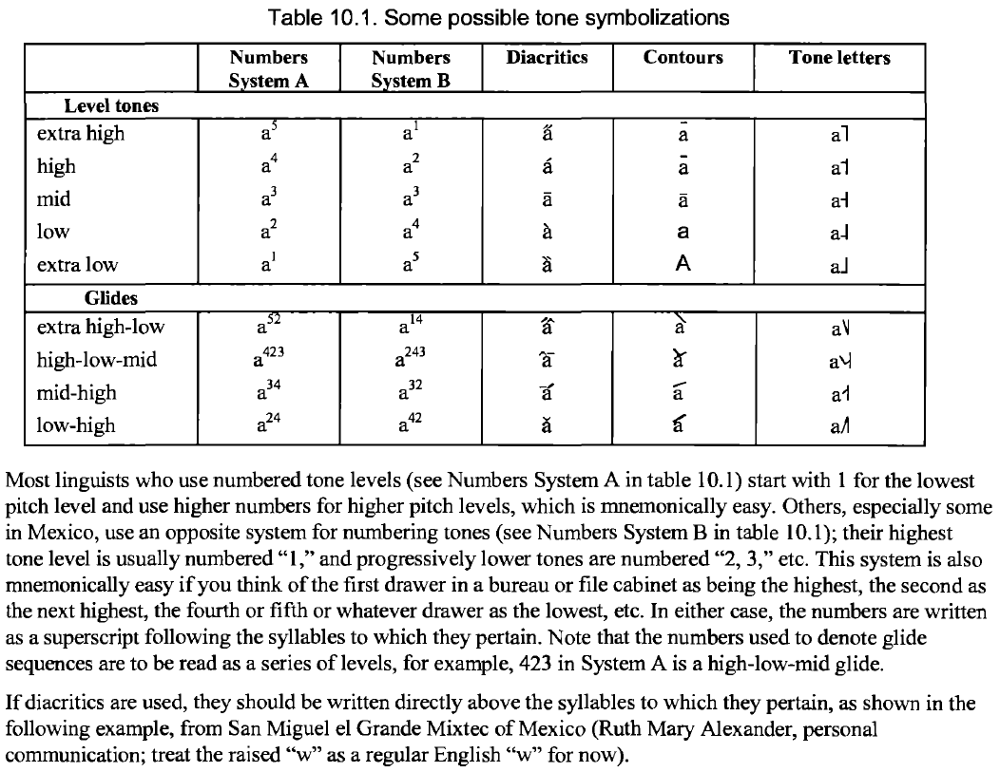 Table 10.1. Some possible tone symbolizations
Numbers System A Numbers System B Diacritics Contours Tone letters
Level tones
extra high a⁵ a¹ a̋ a᷄ a˥
high a⁴ a² á ā a˦
mid a³ a³ ā ā a˧
low a² a⁴ à a a˨
extra low a¹ a⁵ ȁ A a˩
Glides
extra high-low a⁵² a¹⁴
high-low-mid a⁴²³ a²⁴³
mid-high a³⁴ a³²
low-high a²⁴ a⁴² ǎ
Most linguists who use numbered tone levels (see Numbers System A in table 10.1) start with 1 for the lowest
pitch level and use higher numbers for higher pitch levels, which is mnemonically easy. Others, especially some
in Mexico, use an opposite system for numbering tones (see Numbers System B in table 10.1); their highest
tone level is usually numbered “1,” and progressively lower tones are numbered “2, 3,” etc. This system is also
mnemonically easy if you think of the first drawer in a bureau or file cabinet as being the highest, the second as
the next highest, the fourth or fifth or whatever drawer as the lowest, etc. In either case, the numbers are written
as a superscript following the syllables to which they pertain. Note that the numbers used to denote glide
sequences are to be read as a series of levels, for example, 423 in System A is a high-low-mid glide.
If diacritics are used, they should be written directly above the syllables to which they pertain, as shown in the
following example, from San Miguel el Grande Mixtec of Mexico (Ruth Mary Alexander, personal
communication; treat the raised “w” as a regular English “w” for now).